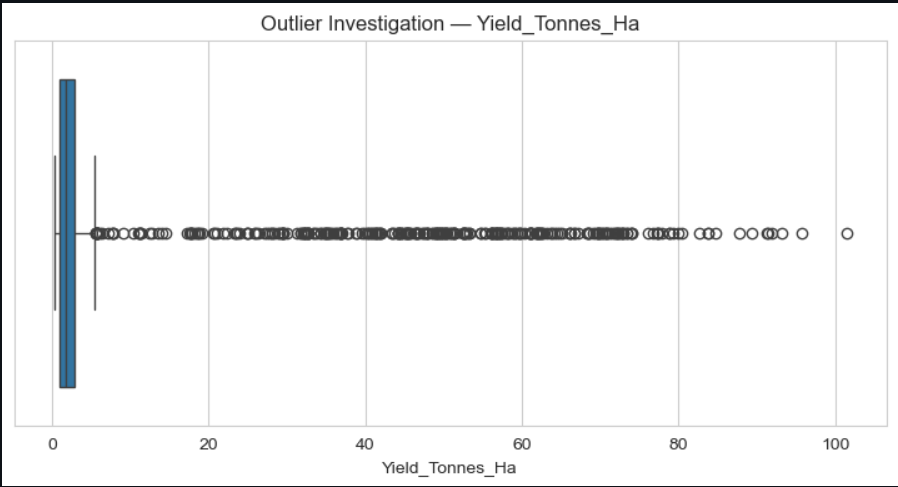 Outlier Investigation — Yield_Tonnes_Ha
0 20 40 60 80 100
Yield_Tonnes_Ha